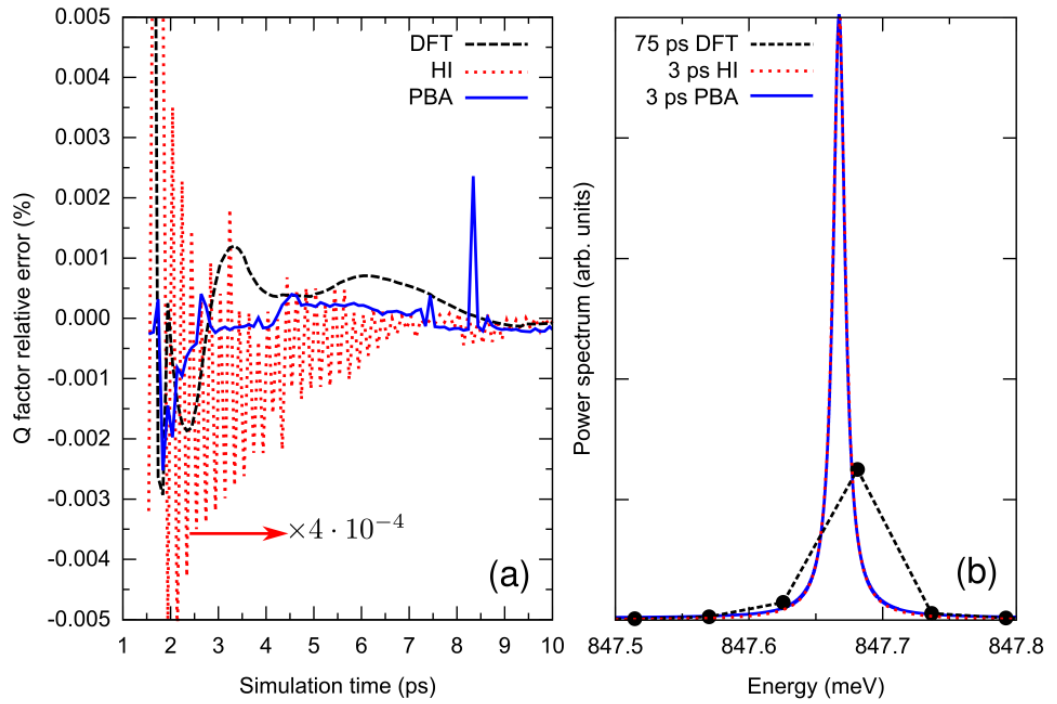 0.005
0.004
0.003
0.002
0.001
0.000
-0.001
-0.002
-0.003
-0.004
-0.005
Q factor relative error (%)
DFT
HI
PBA
×4 · 10⁻⁴
(a)
1 2 3 4 5 6 7 8 9 10
Simulation time (ps)
Power spectrum (arb. units)
75 ps DFT
3 ps HI
3 ps PBA
(b)
847.5 847.6 847.7 847.8
Energy (meV)